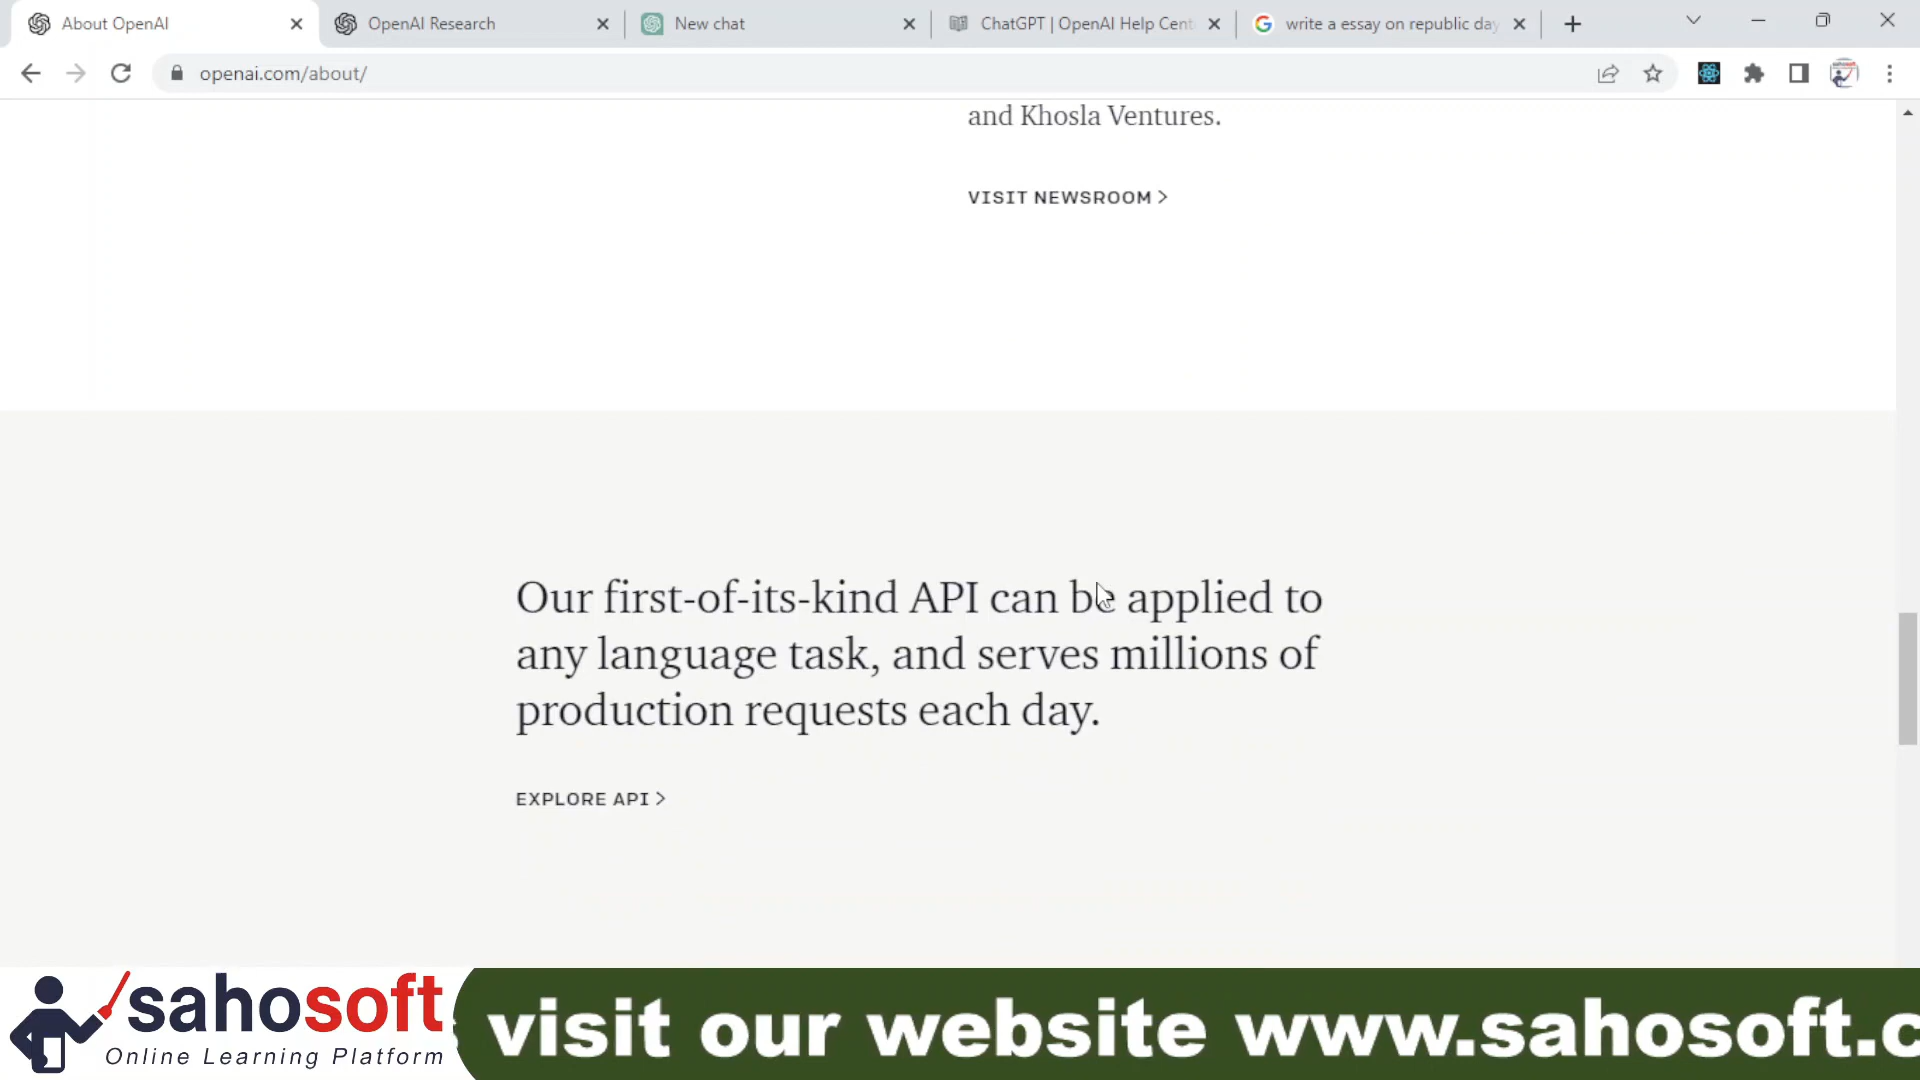 About OpenAI
OpenAI Research
New chat
ChatGPT | OpenAI Help Cent
write a essay on republic day
openai.com/about/
and Khosla Ventures.
VISIT NEWSROOM >
Our first-of-its-kind API can be applied to
any language task, and serves millions of
production requests each day.
EXPLORE API >
sahosoft
Online Learning Platform
visit our website www.sahosoft.c